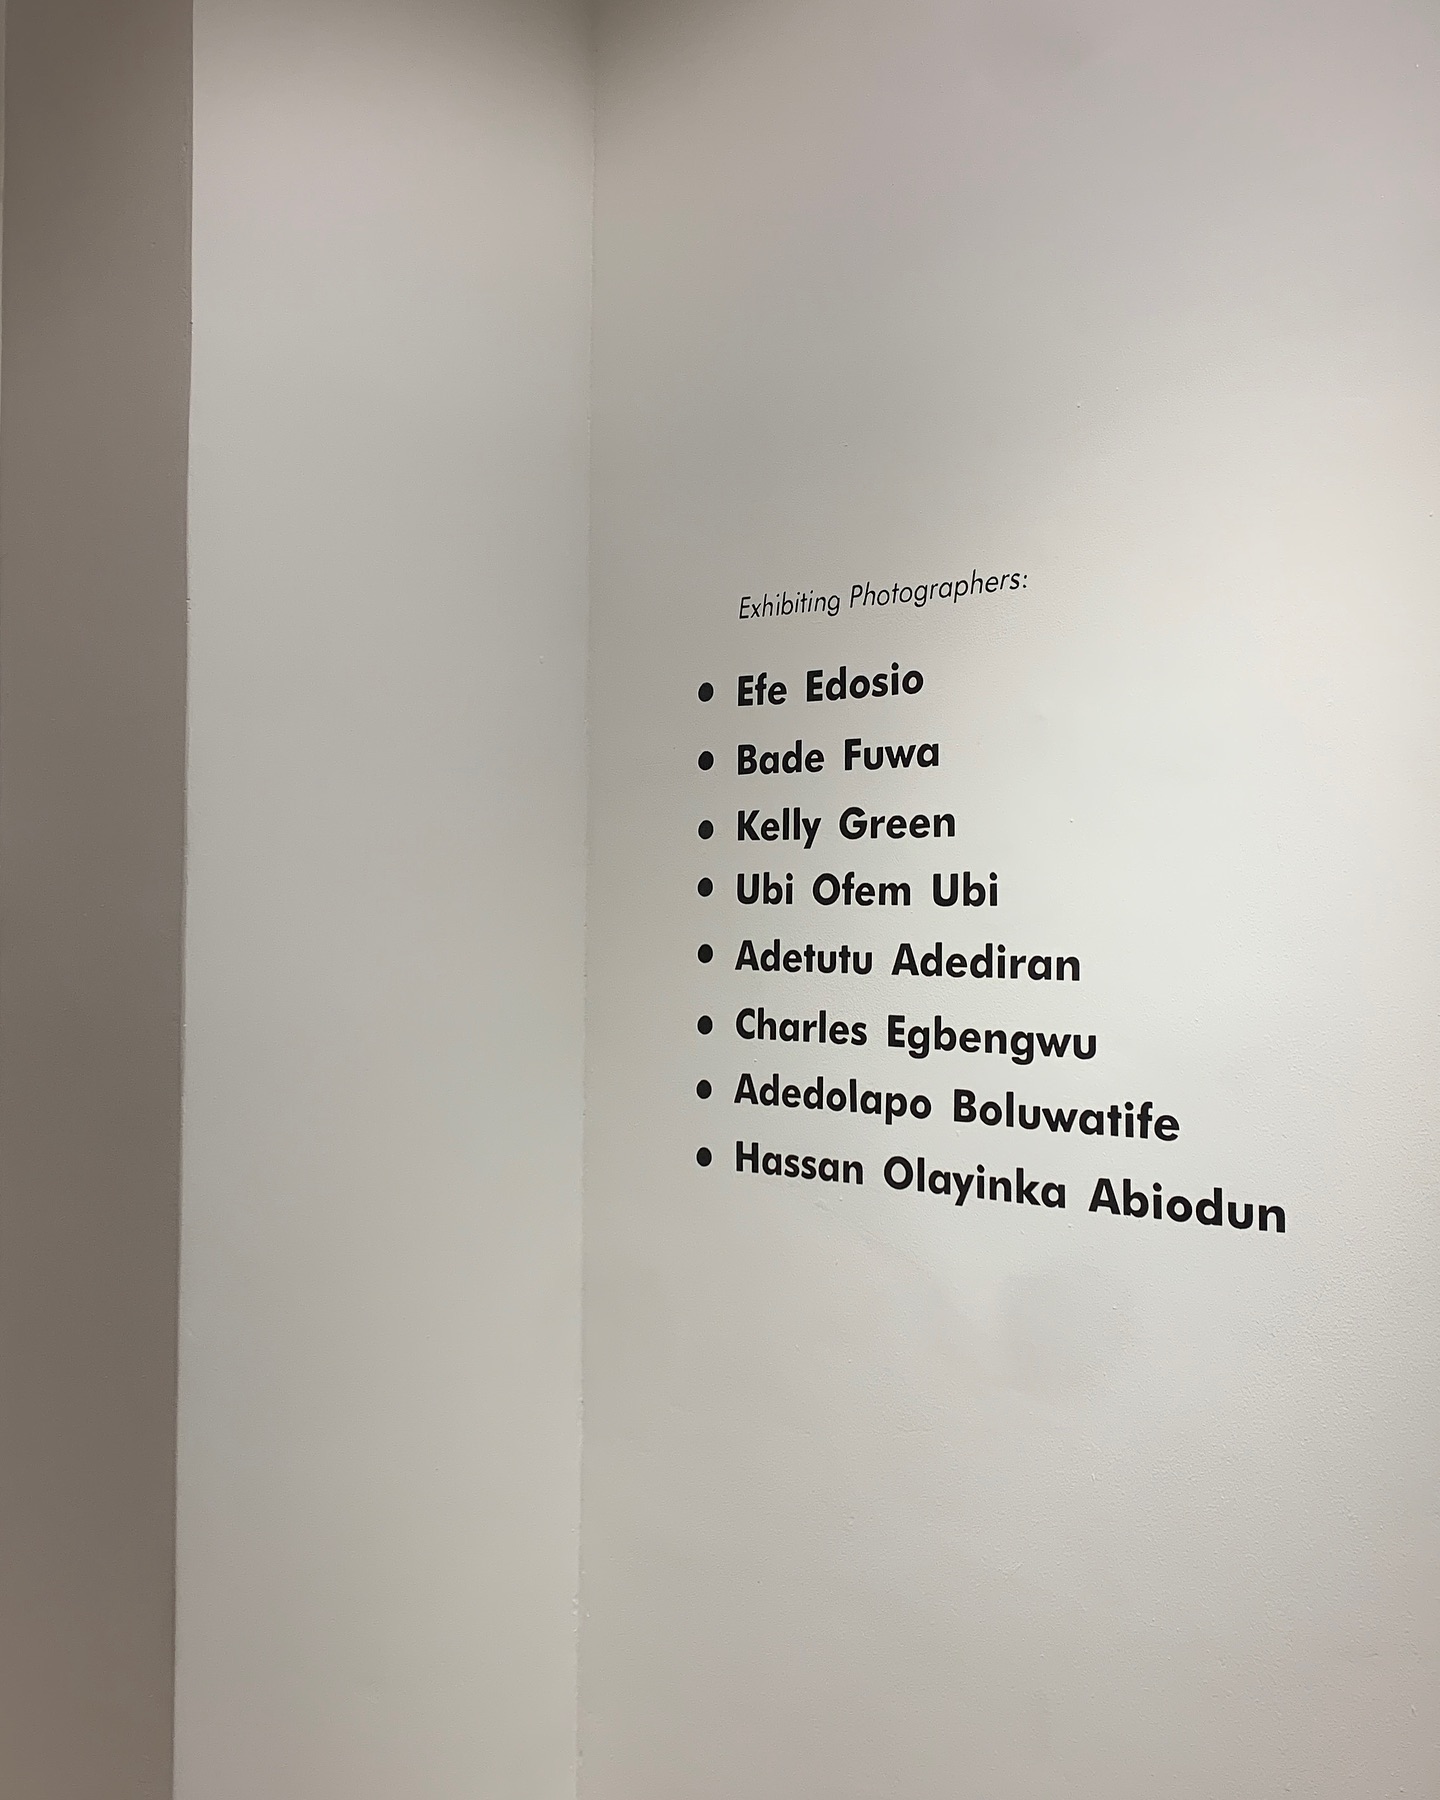 Exhibiting Photographers:
• Efe Edosio
• Bade Fuwa
• Kelly Green
• Ubi Ofem Ubi
• Adetutu Adediran
• Charles Egbengwu
• Adedolapo Boluwatife
• Hassan Olayinka Abiodun